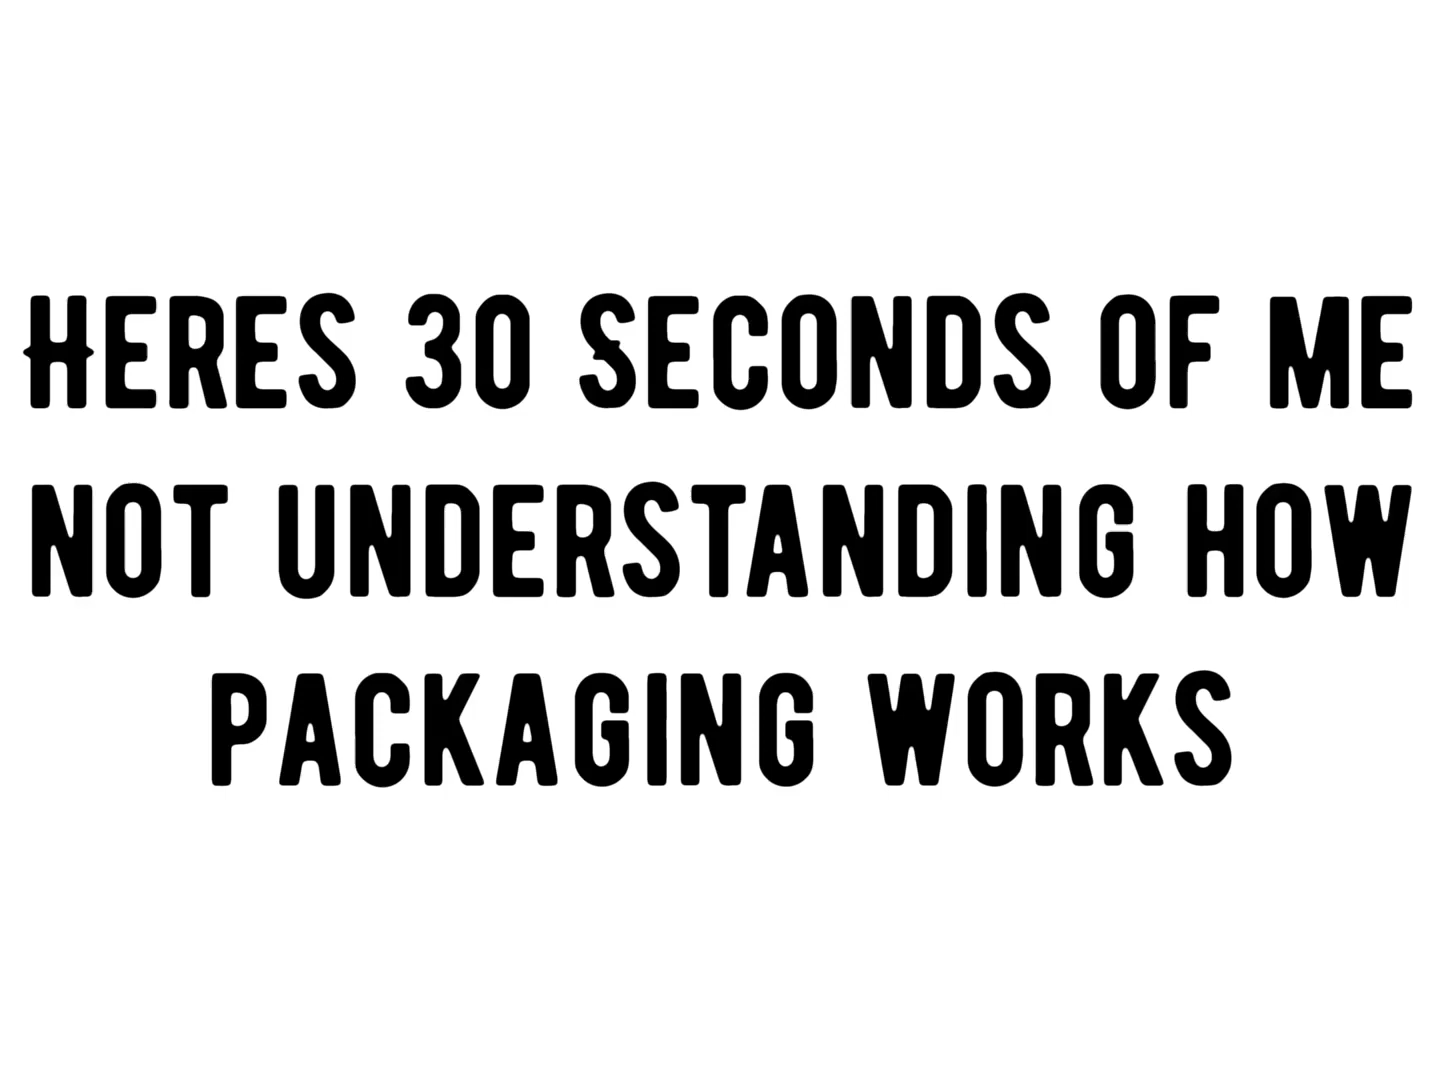 HERES 30 SECONDS OF ME
NOT UNDERSTANDING HOW
PACKAGING WORKS